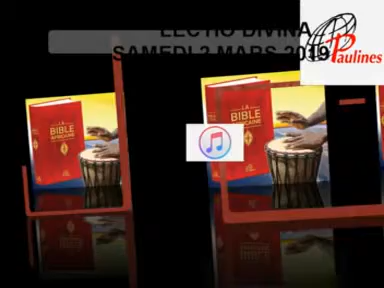 LECTIO DIVINA
SAMEDI 2 MARS 2019
Paulines
LA
BIBLE
AFRICAINE
LA
BIBLE
AFRICAINE